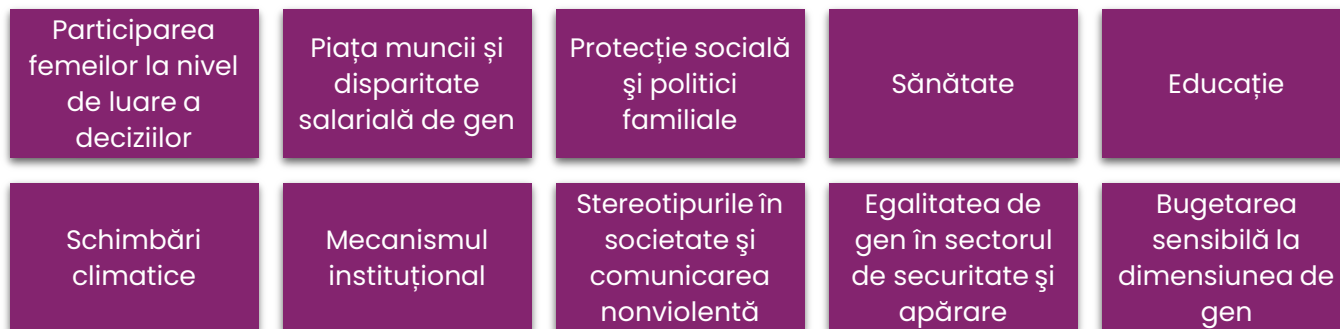 Participarea
femeilor la nivel
de luare a
deciziilor
Piața muncii și
disparitate
salarială de gen
Protecție socială
şi politici
familiale
Sănătate
Educație
Schimbări
climatice
Mecanismul
instituțional
Stereotipurile în
societate şi
comunicarea
nonviolentă
Egalitatea de
gen în sectorul
de securitate şi
apărare
Bugetarea
sensibilă la
dimensiunea de
gen